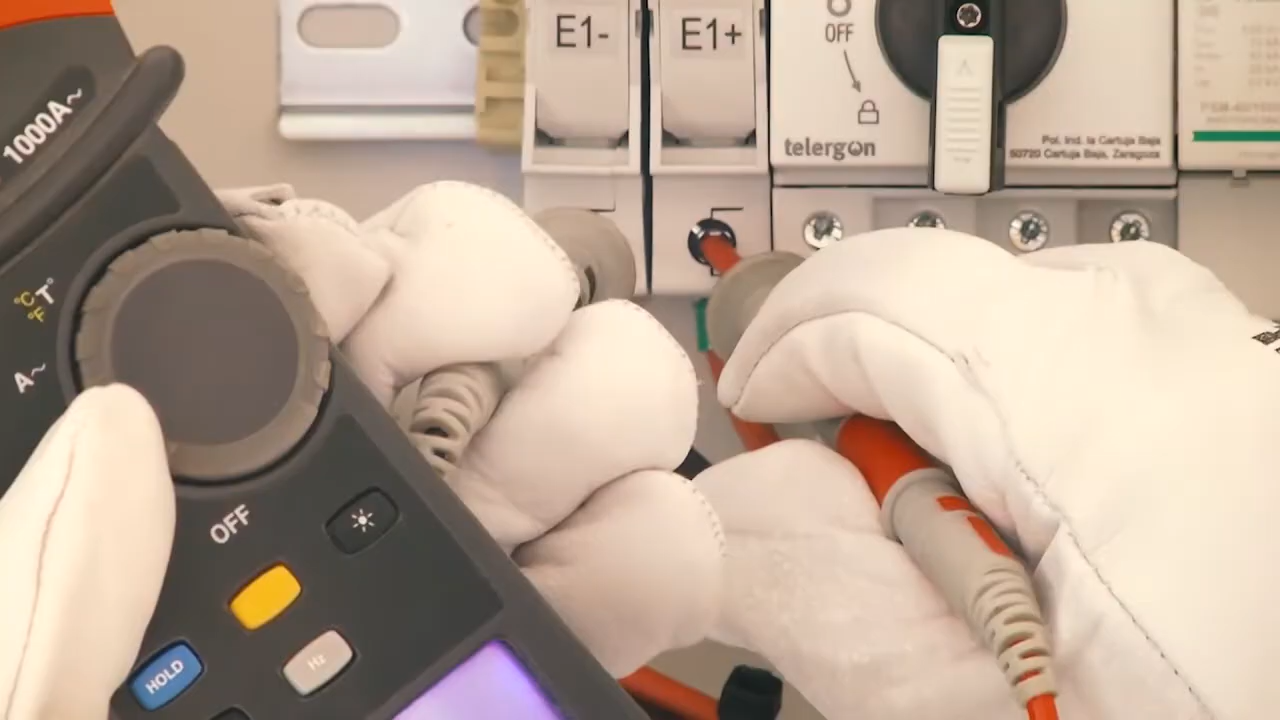 1000A~
°C
°F
T°
A~
OFF
HOLD
Hz
E1-
E1+
OFF
telergon
Pol. Ind. la Cartuja Baja
50720 Cartuja Baja, Zaragoza